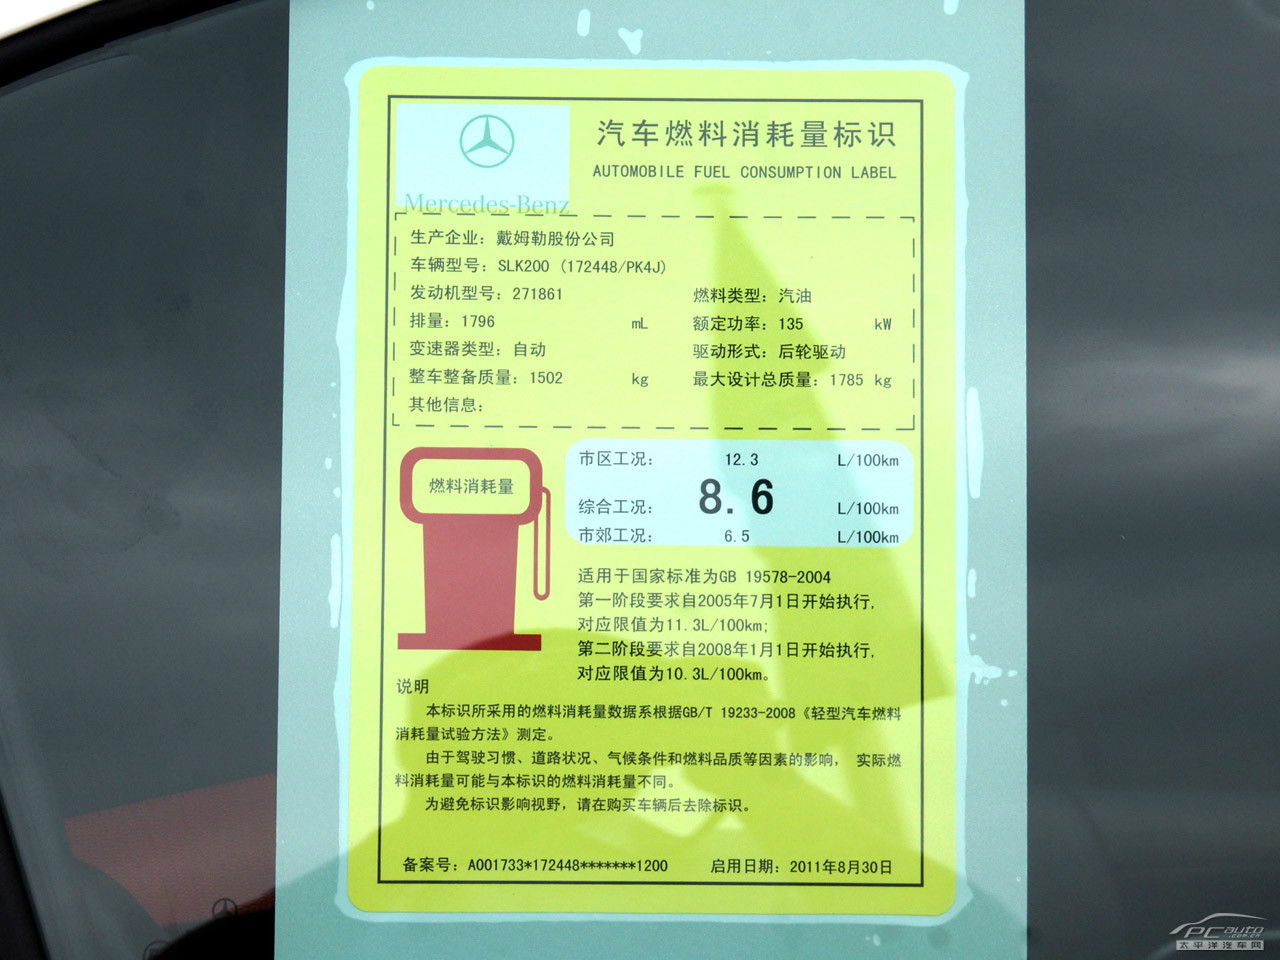 汽车燃料消耗量标识
AUTOMOBILE FUEL CONSUMPTION LABEL
Mercedes-Benz
生产企业：戴姆勒股份公司
车辆型号：SLK200 (172448/PK4J)
发动机型号：271861 燃料类型：汽油
排量：1796 mL 额定功率：135 kW
变速器类型：自动 驱动形式：后轮驱动
整车整备质量：1502 kg 最大设计总质量：1785 kg
其他信息：
燃料消耗量
市区工况： 12.3 L/100km
综合工况： 8.6 L/100km
市郊工况： 6.5 L/100km
适用于国家标准为GB 19578-2004
第一阶段要求自2005年7月1日开始执行，
对应限值为11.3L/100km；
第二阶段要求自2008年1月1日开始执行，
对应限值为10.3L/100km。
说明
本标识所采用的燃料消耗量数据系根据GB/T 19233-2008《轻型汽车燃料
消耗量试验方法》测定。
由于驾驶习惯、道路状况、气候条件和燃料品质等因素的影响， 实际燃
料消耗量可能与本标识的燃料消耗量不同。
为避免标识影响视野，请在购买车辆后去除标识。
备案号：A001733*172448*******1200 启用日期：2011年8月30日
PCauto
.com.cn
太平洋汽车网